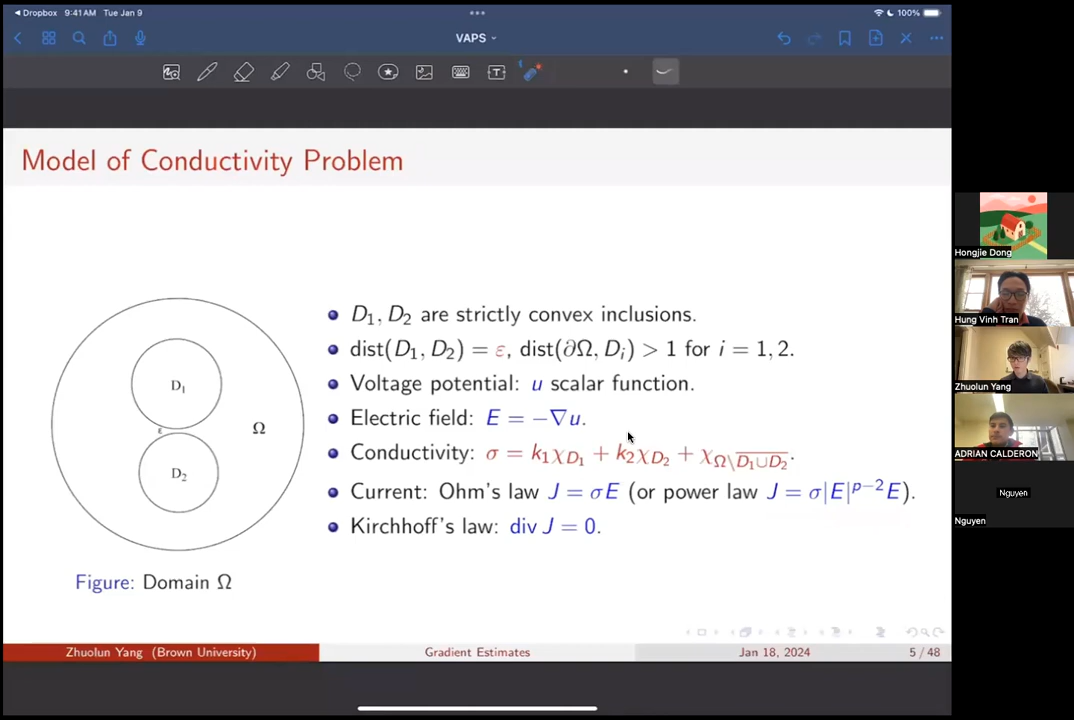 Dropbox 9:41 AM Tue Jan 9 100%
VAPS
Model of Conductivity Problem
D₁
ε
Ω
D₂
Figure: Domain Ω
D₁, D₂ are strictly convex inclusions.
dist(D₁, D₂) = ε, dist(∂Ω, Dᵢ) > 1 for i = 1, 2.
Voltage potential: u scalar function.
Electric field: E = −∇u.
Conductivity: σ = k₁χ_{D₁} + k₂χ_{D₂} + χ_{Ω\overline{D₁∪D₂}}.
Current: Ohm's law J = σE (or power law J = σ|E|^{p−2}E).
Kirchhoff's law: div J = 0.
Zhuolun Yang (Brown University) Gradient Estimates Jan 18, 2024 5 / 48
Hongjie Dong
Hung Vinh Tran
Zhuolun Yang
ADRIAN CALDERON
Nguyen
Nguyen